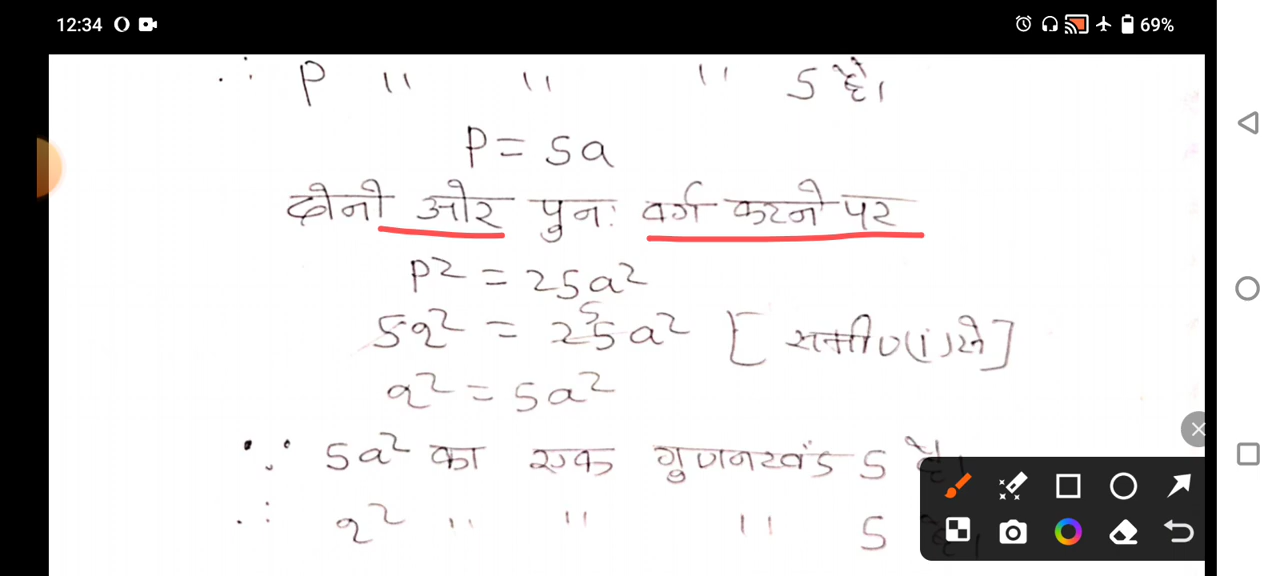 12:34 69%
∴ P " " " 5 है।
P = 5a
दोनो ओर पुनः वर्ग करने पर
p² = 25a²
5q² = 25a² 5 [समी०(i)से]
q² = 5a²
∵ 5a² का एक गुणनखंड 5 है।
∴ q² " " " 5 है।